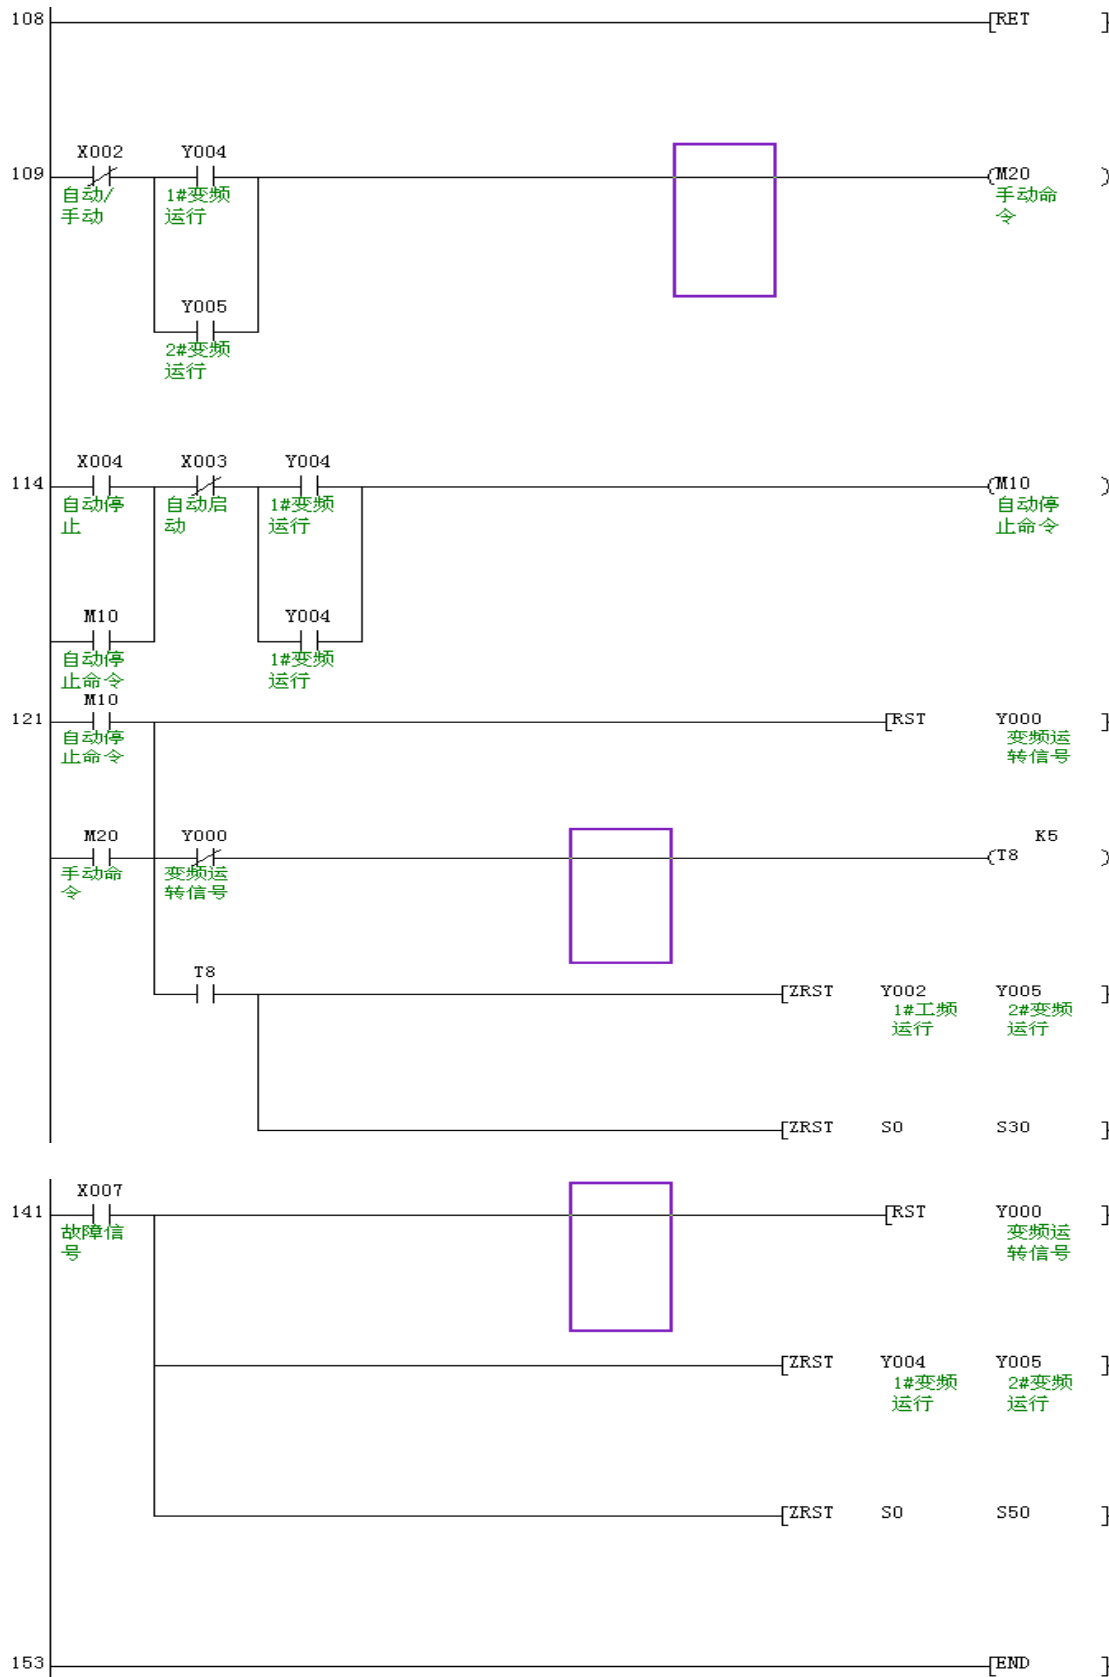 108 [RET ]
X002 Y004
109 (M20 )
自动/ 1#变频 手动命
手动 运行 令
Y005
2#变频
运行
X004 X003 Y004
114 (M10 )
自动停 自动启 1#变频 自动停
止 动 运行 止命令
M10 Y004
自动停 1#变频
止命令 运行
M10
121 [RST Y000 ]
自动停 变频运
止命令 转信号
M20 Y000 K5
(T8 )
手动命 变频运
令 转信号
T8
[ZRST Y002 Y005 ]
1#工频 2#变频
运行 运行
[ZRST S0 S30 ]
X007
141 [RST Y000 ]
故障信 变频运
号 转信号
[ZRST Y004 Y005 ]
1#变频 2#变频
运行 运行
[ZRST S0 S50 ]
153 [END ]